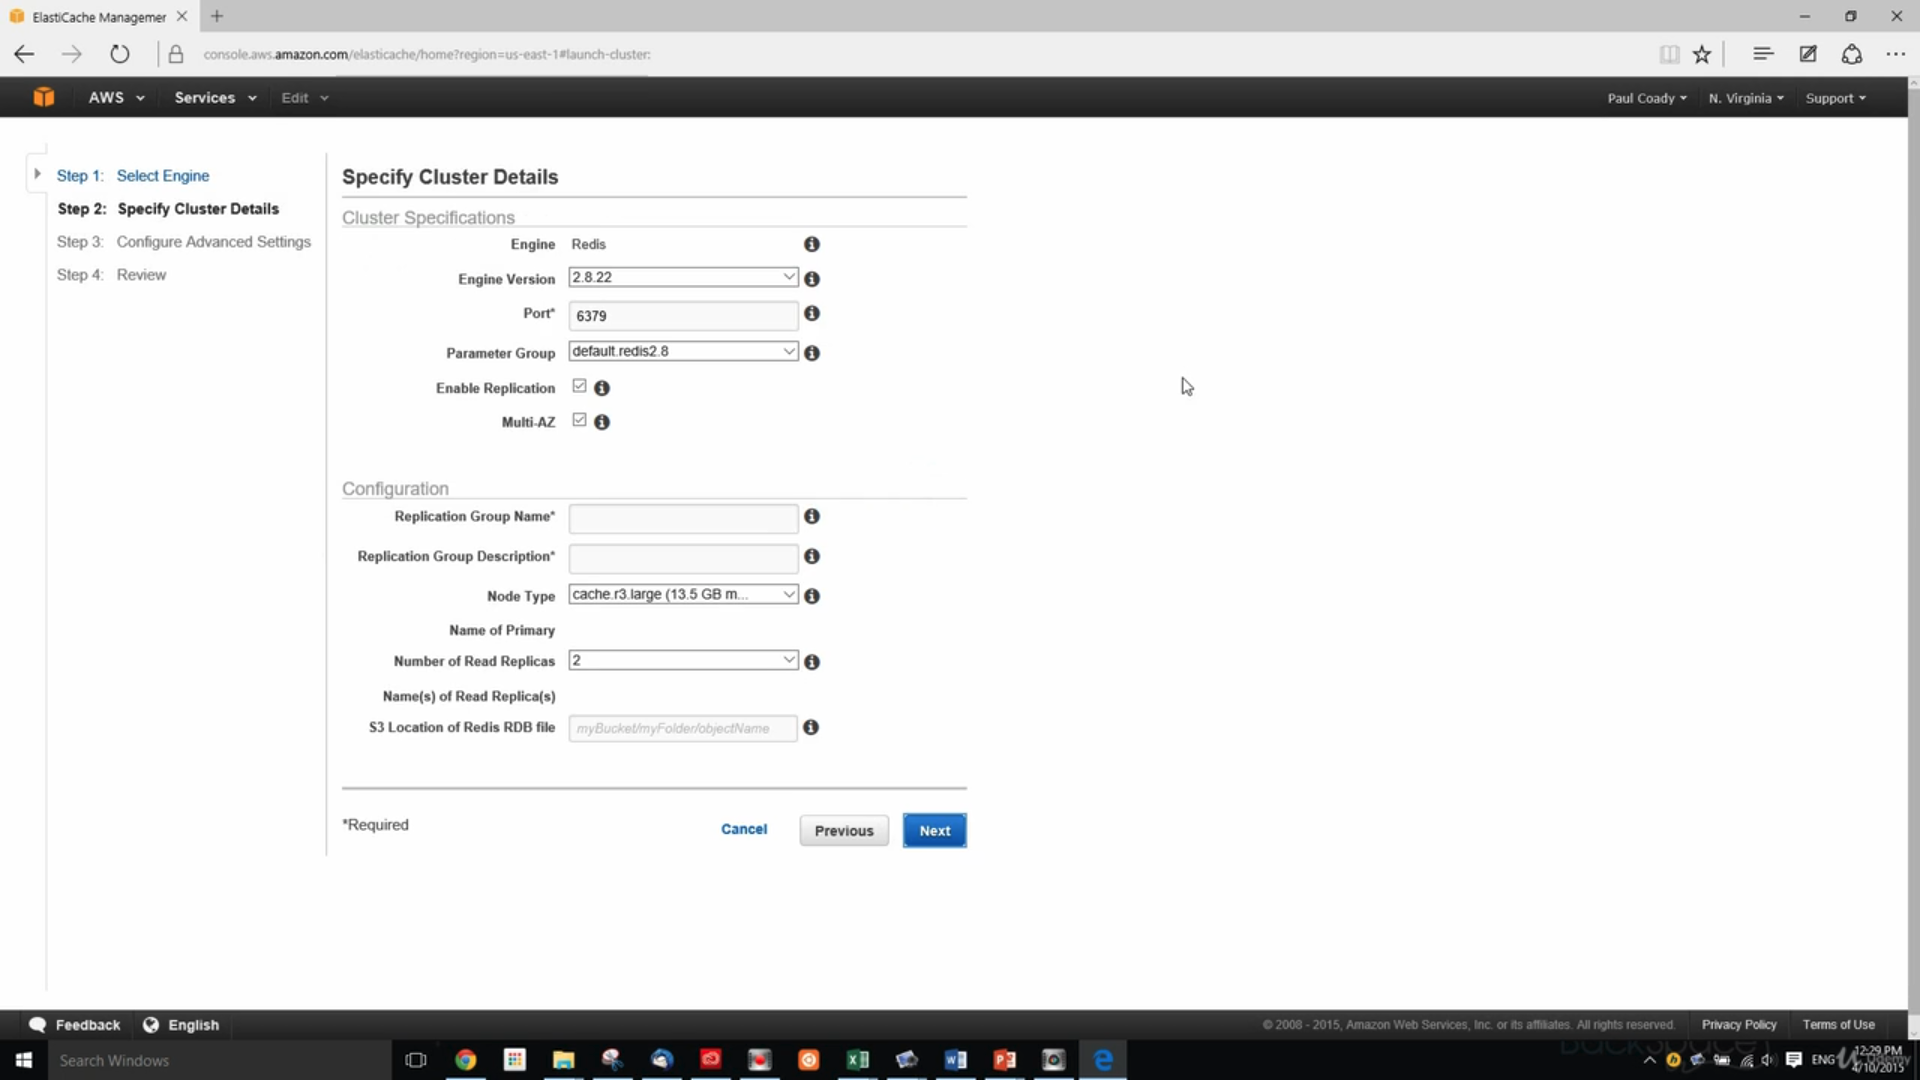 ElastiCache Managemer
console.aws.amazon.com/elasticache/home?region=us-east-1#launch-cluster:
AWS Services Edit Paul Coady N. Virginia Support
Step 1: Select Engine
Step 2: Specify Cluster Details
Step 3: Configure Advanced Settings
Step 4: Review
Specify Cluster Details
Cluster Specifications
Engine Redis
Engine Version 2.8.22
Port* 6379
Parameter Group default.redis2.8
Enable Replication
Multi-AZ
Configuration
Replication Group Name*
Replication Group Description*
Node Type cache.r3.large (13.5 GB m...
Name of Primary
Number of Read Replicas 2
Name(s) of Read Replica(s)
S3 Location of Redis RDB file myBucket/myFolder/objectName
*Required Cancel Previous Next
Feedback English © 2008 - 2015, Amazon Web Services, Inc. or its affiliates. All rights reserved. Privacy Policy Terms of Use
Search Windows ENG 12:29 PM
4/10/2015